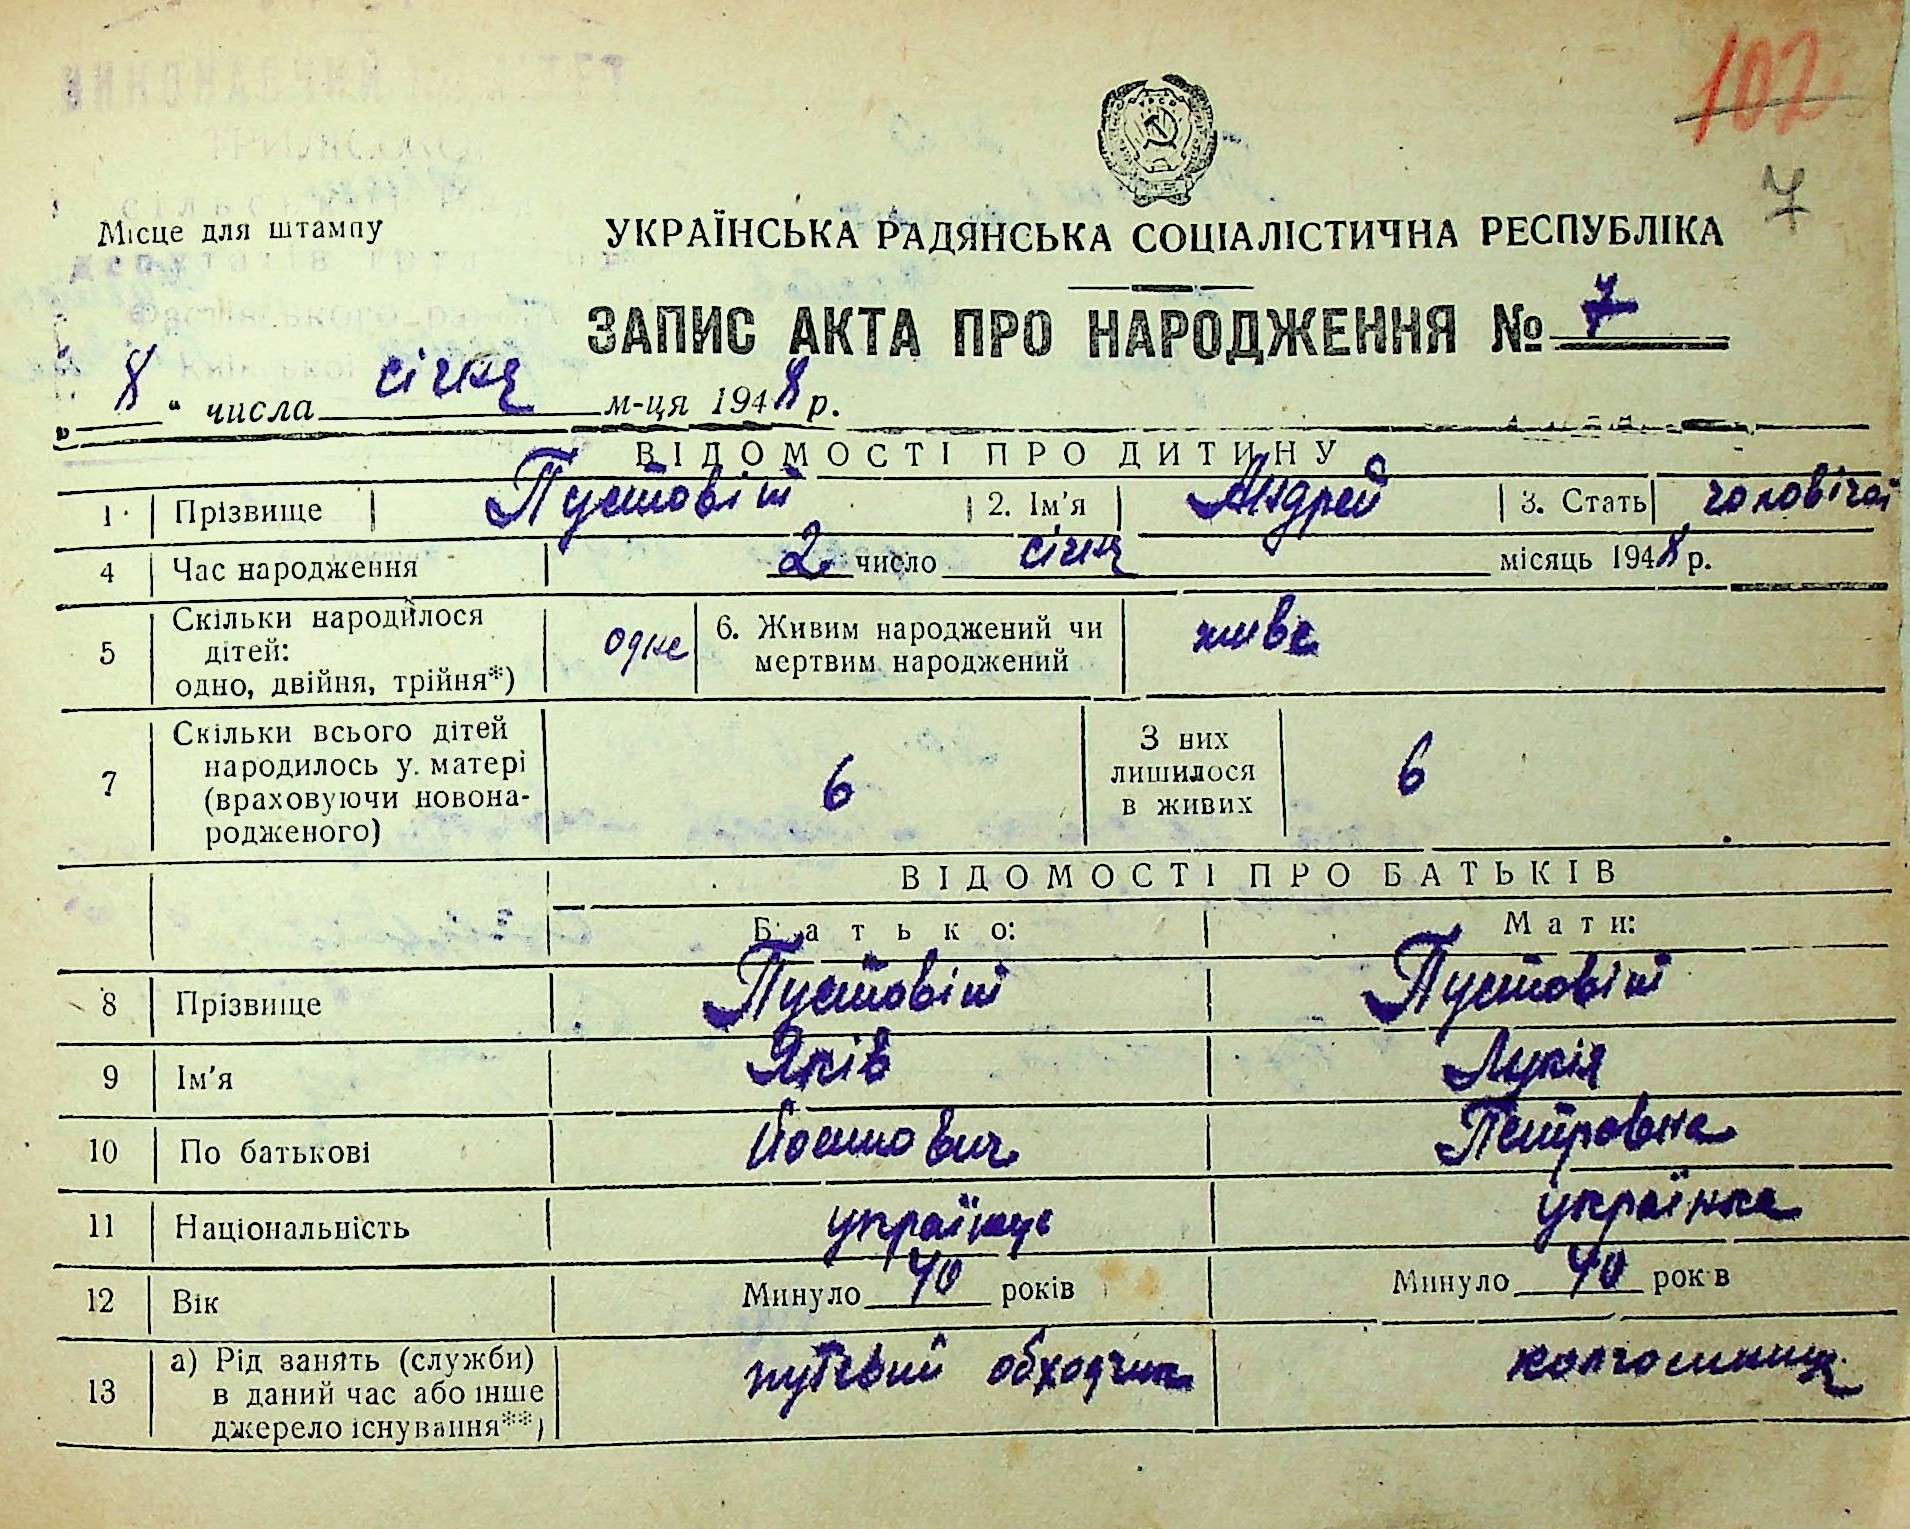 102
7
Місце для штампу
УКРАЇНСЬКА РАДЯНСЬКА СОЦІАЛІСТИЧНА РЕСПУБЛІКА
ЗАПИС АКТА ПРО НАРОДЖЕННЯ № 7
„ 8 “ числа січня м-ця 1948 р.
ВІДОМОСТІ ПРО ДИТИНУ
1 Прізвище Пустовіт 2. Ім'я Андрей 3. Стать чоловічої
4 Час народження 2 число січня місяць 1948 р.
5 Скільки народилося дітей: одно, двійня, трійня*) одне 6. Живим народжений чи мертвим народжений живе
7 Скільки всього дітей народилось у матері (враховуючи новонародженого) 6 З них лишилося в живих 6
ВІДОМОСТІ ПРО БАТЬКІВ
Батько: Мати:
8 Прізвище Пустовіт Пустовіт
9 Ім'я Яків Лукія
10 По батькові Йосипович Петровна
11 Національність українець українка
12 Вік Минуло 40 років Минуло 40 років
13 а) Рід занять (служби) в даний час або інше джерело існування**) путевий обходчик колгоспниця